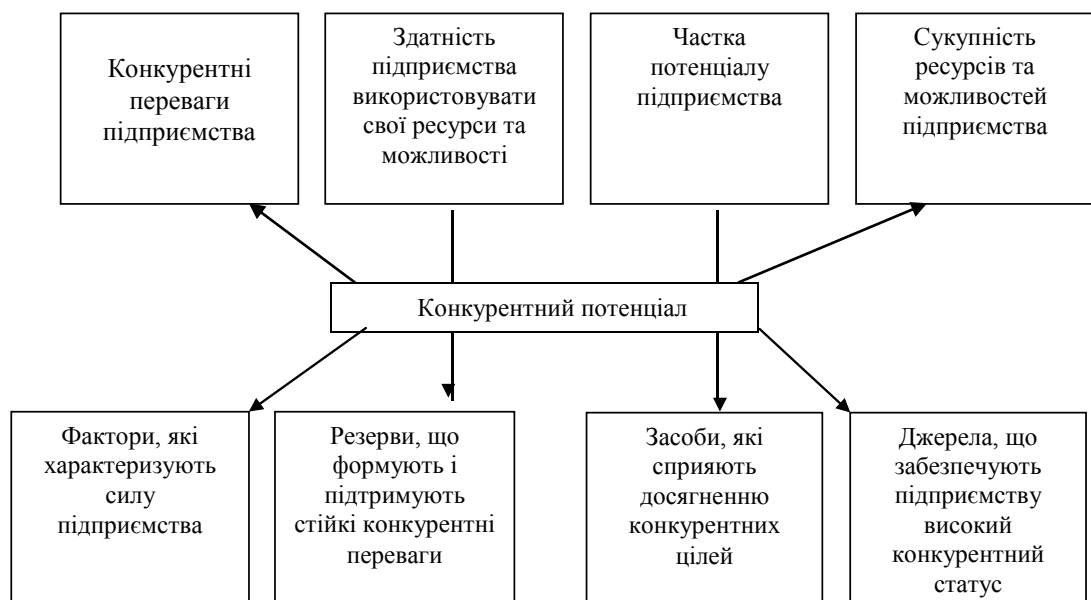 Конкурентні
переваги
підприємства
Здатність
підприємства
використовувати
свої ресурси та
можливості
Частка
потенціалу
підприємства
Сукупність
ресурсів та
можливостей
підприємства
Конкурентний потенціал
Фактори, які
характеризують
силу
підприємства
Резерви, що
формують і
підтримують
стійкі конкурентні
переваги
Засоби, які
сприяють
досягненню
конкурентних
цілей
Джерела, що
забезпечують
підприємству
високий
конкурентний
статус